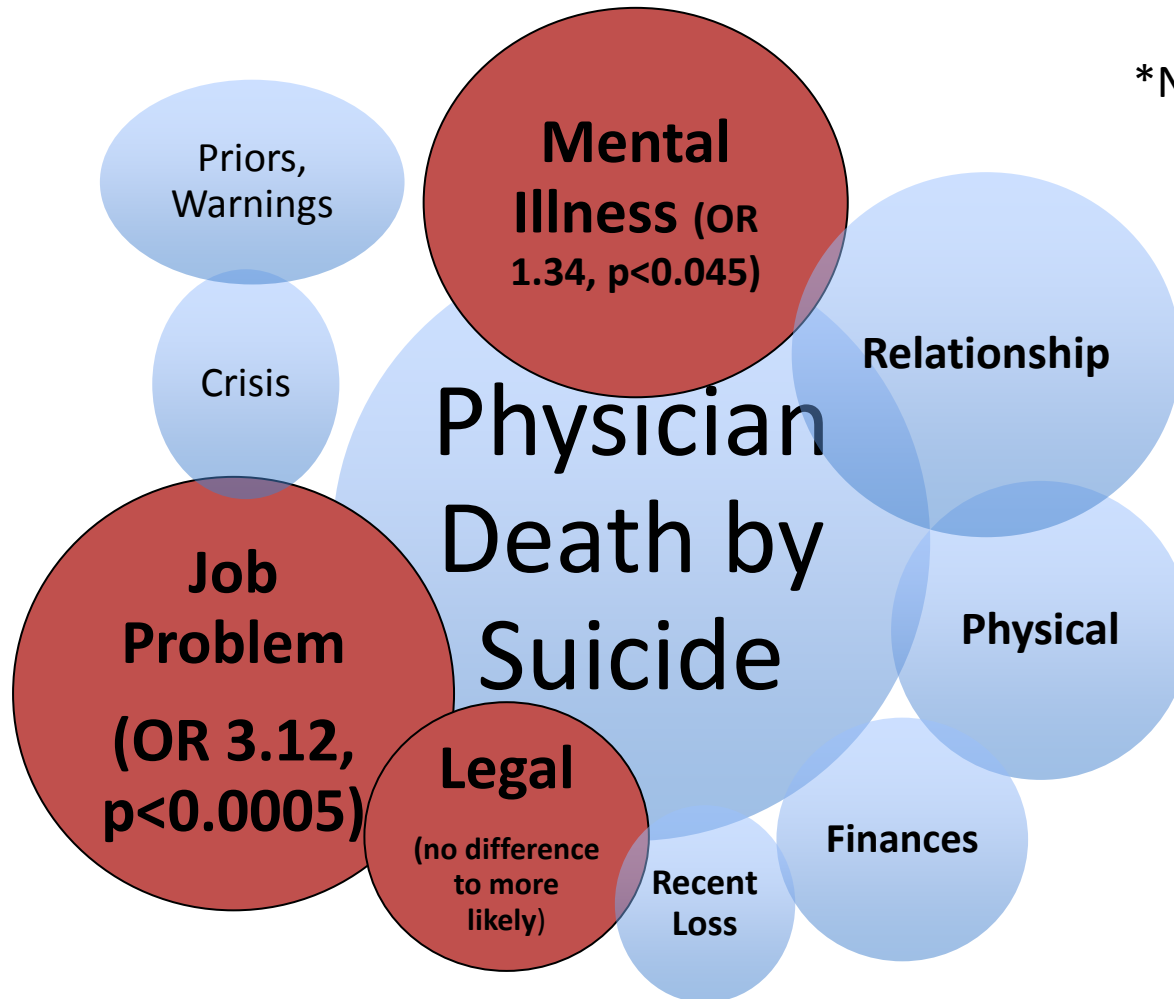 *N
Priors,
Warnings
Mental
Illness (OR
1.34, p<0.045)
Relationship
Crisis
Physician
Death by
Suicide
Job
Problem
(OR 3.12,
p<0.0005)
Physical
Legal
(no difference
to more
likely)
Recent
Loss
Finances